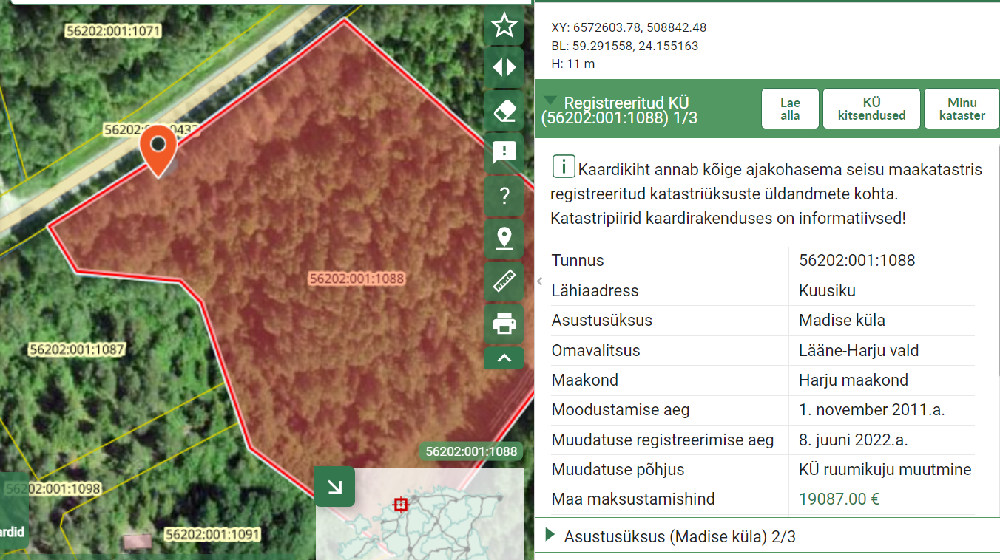 56202:001:1071
56202:
0433
56202:001:1088
56202:001:1087
56202:001:1098
56202:001:1091
ardid
?
56202:001:1088
XY: 6572603.78, 508842.48
BL: 59.291558, 24.155163
H: 11 m
Registreeritud KÜ
(56202:001:1088) 1/3
Lae
alla
KÜ
kitsendused
Minu
kataster
i Kaardikiht annab kõige ajakohasema seisu maakatastris
registreeritud katastriüksuste üldandmete kohta.
Katastripiirid kaardirakenduses on informatiivsed!
Tunnus 56202:001:1088
Lähiaadress Kuusiku
Asustusüksus Madise küla
Omavalitsus Lääne-Harju vald
Maakond Harju maakond
Moodustamise aeg 1. november 2011.a.
Muudatuse registreerimise aeg 8. juuni 2022.a.
Muudatuse põhjus KÜ ruumikuju muutmine
Maa maksustamishind 19087.00 €
Asustusüksus (Madise küla) 2/3